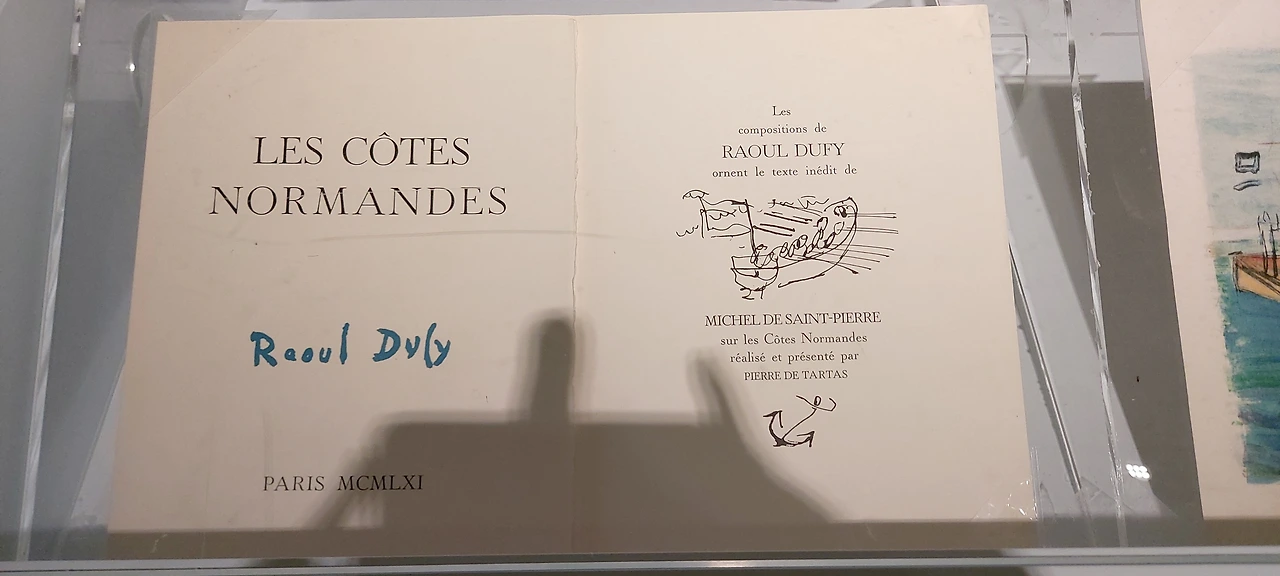 LES CÔTES
NORMANDES
Raoul Dufy
PARIS MCMLXI
Les
compositions de
RAOUL DUFY
ornent le texte inédit de
MICHEL DE SAINT-PIERRE
sur les Côtes Normandes
réalisé et présenté par
PIERRE DE TARTAS